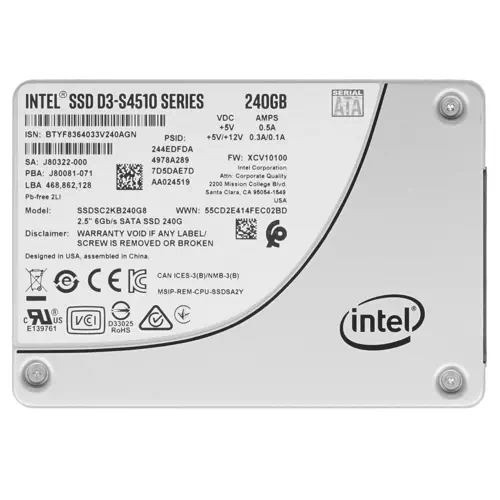 INTEL® SSD D3-S4510 SERIES 240GB
SERIAL
ATA
ISN: BTYF8364033V240AGN
VDC AMPS
+5V 0.5A
+5V/+12V 0.3A/0.1A
PSID:
244EDFDA
4978A289
7D5DAE7D
AA024519
SA: J80322-000
PBA: J80081-071
LBA 468,862,128
Pb-free 2LI
FW: XCV10100
Intel Corporation
Attn: Corporate Quality
2200 Mission College Blvd.
Santa Clara, CA 95054-1549
USA
Model: SSDSC2KB240G8 WWN: 55CD2E414FEC02BD
2.5" 6Gb/s SATA SSD 240G
Disclaimer: WARRANTY VOID IF ANY LABEL/
SCREW IS REMOVED OR BROKEN
Designed in USA, assembled in China.
CAN ICES-3(B)/NMB-3(B)
MSIP-REM-CPU-SSDSA2Y
E139761
VCI
D33025
RoHS
intel